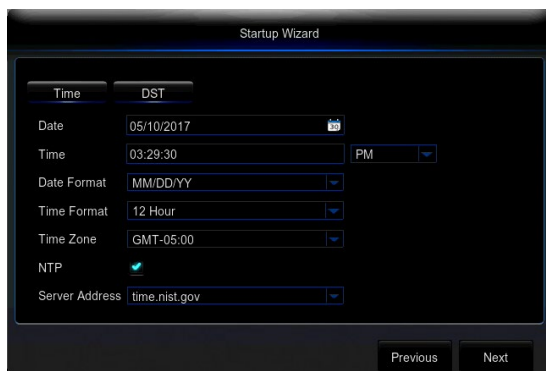 Startup Wizard
Time DST
Date 05/10/2017 30
Time 03:29:30 PM
Date Format MM/DD/YY
Time Format 12 Hour
Time Zone GMT-05:00
NTP
Server Address time.nist.gov
Previous Next